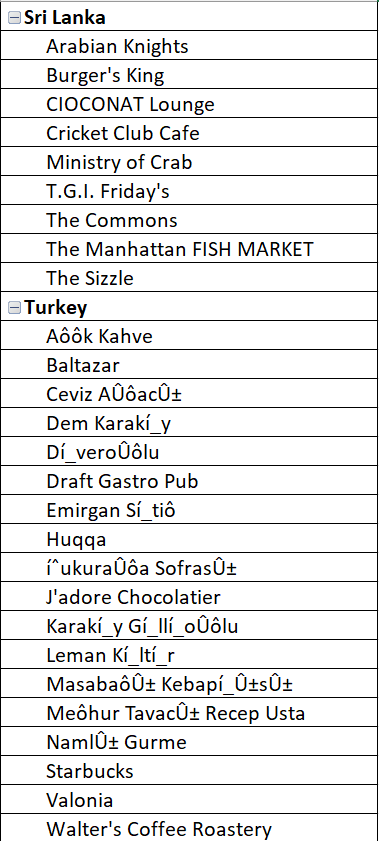 Sri Lanka
Arabian Knights
Burger's King
CIOCONAT Lounge
Cricket Club Cafe
Ministry of Crab
T.G.I. Friday's
The Commons
The Manhattan FISH MARKET
The Sizzle
Turkey
Aôôk Kahve
Baltazar
Ceviz AÛôacÛ±
Dem Karakí_y
Dí_veroÛôlu
Draft Gastro Pub
Emirgan Sí_tiô
Huqqa
íˆukuraÛôa SofrasÛ±
J'adore Chocolatier
Karakí_y Gí_llí_oÛôlu
Leman Kí_ltí_r
MasabaôÛ± Kebapí_Û±sÛ±
Meôhur TavacÛ± Recep Usta
NamlÛ± Gurme
Starbucks
Valonia
Walter's Coffee Roastery